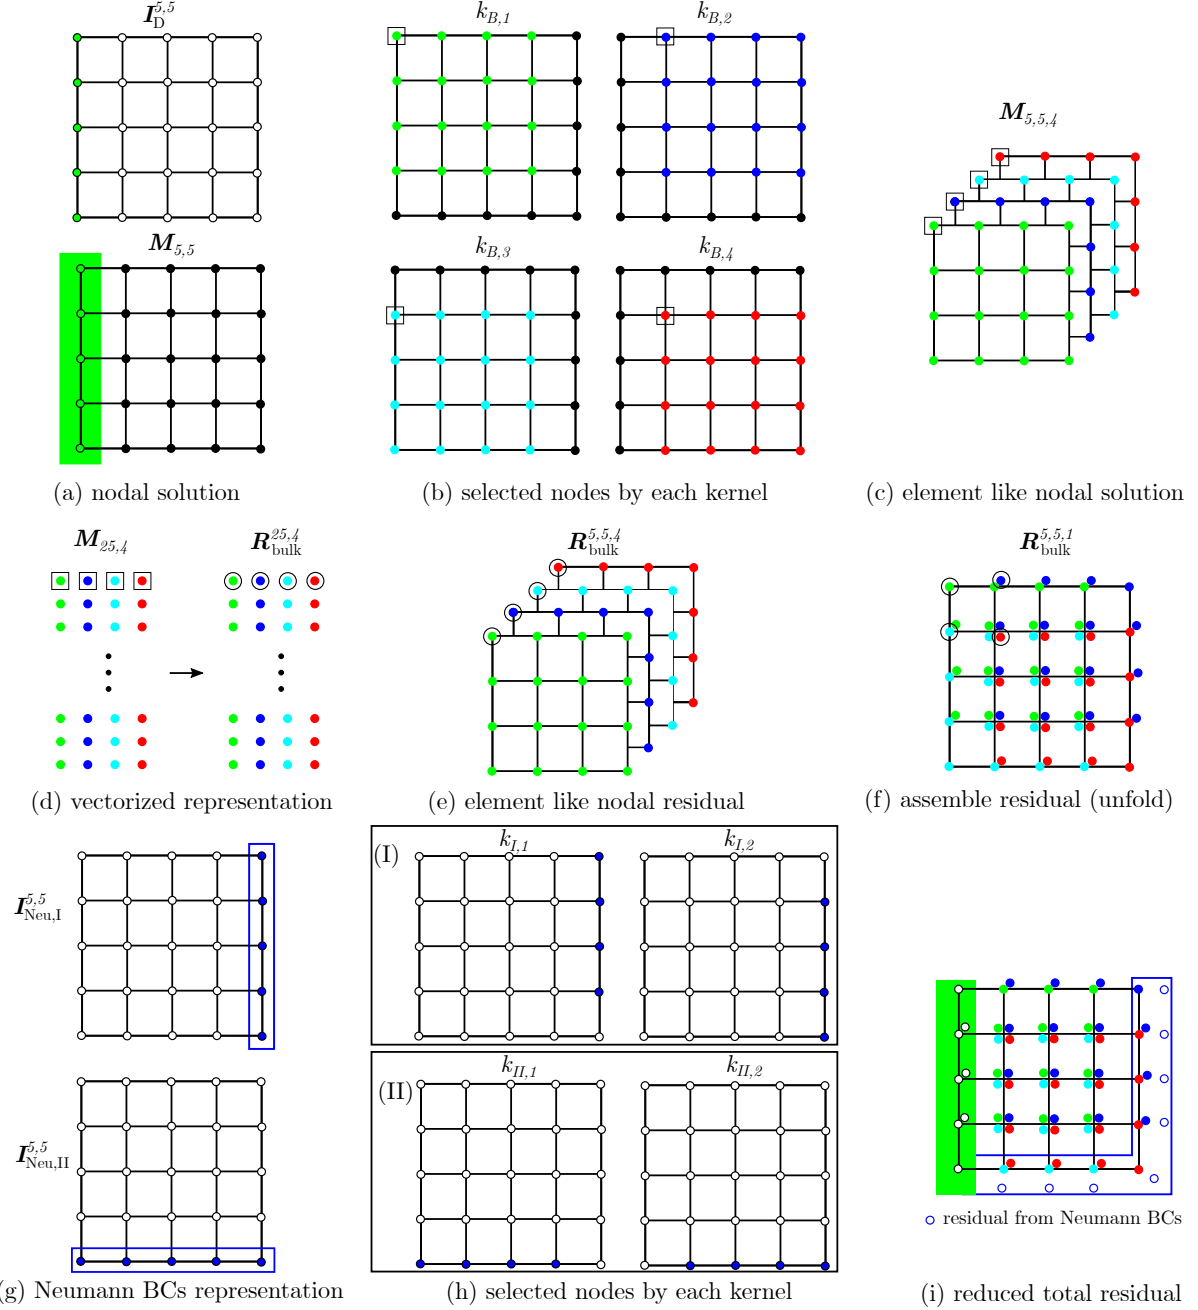 I_D^{5,5}
k_{B,1}
k_{B,2}
M_{5,5}
k_{B,3}
k_{B,4}
M_{5,5,4}
(a) nodal solution
(b) selected nodes by each kernel
(c) element like nodal solution
M_{25,4}
R_{bulk}^{25,4}
R_{bulk}^{5,5,4}
R_{bulk}^{5,5,1}
(d) vectorized representation
(e) element like nodal residual
(f) assemble residual (unfold)
I_{Neu,I}^{5,5}
(I)
k_{I,1}
k_{I,2}
I_{Neu,II}^{5,5}
(II)
k_{II,1}
k_{II,2}
residual from Neumann BCs
(g) Neumann BCs representation
(h) selected nodes by each kernel
(i) reduced total residual